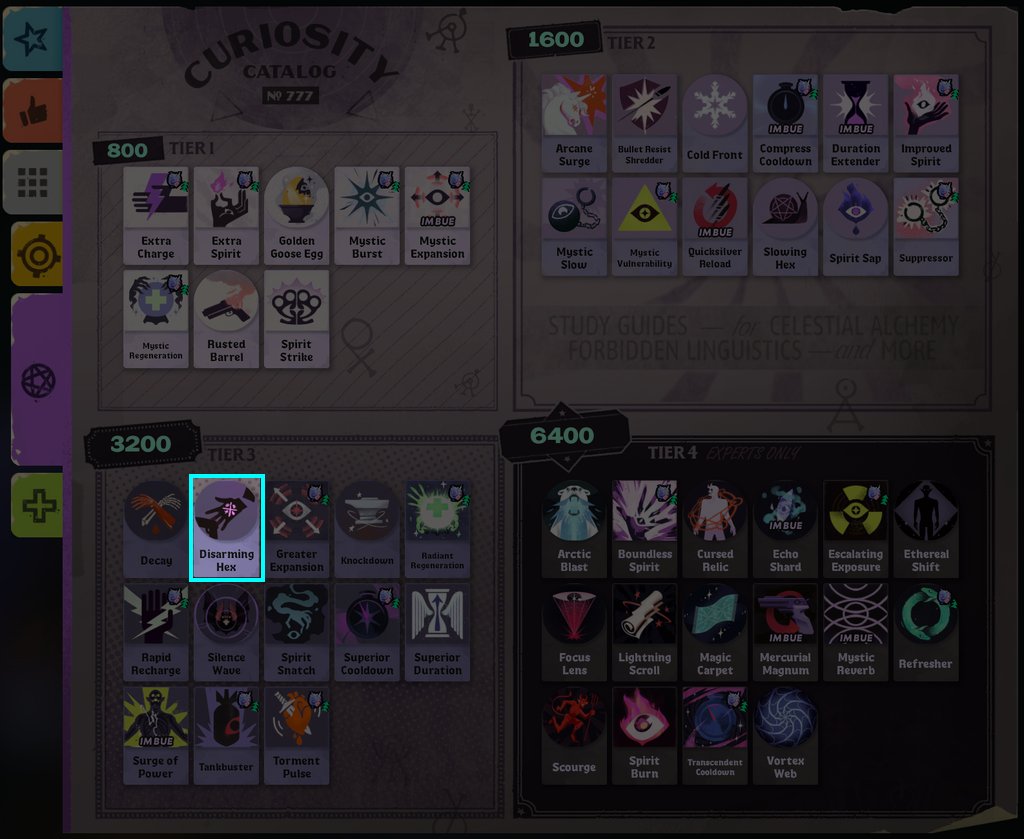 CURIOSITY
CATALOG
Nº 777
800 TIER 1
Extra Charge
Extra Spirit
Golden Goose Egg
Mystic Burst
IMBUE
Mystic Expansion
Mystic Regeneration
Rusted Barrel
Spirit Strike
1600 TIER 2
Arcane Surge
Bullet Resist Shredder
Cold Front
IMBUE
Compress Cooldown
IMBUE
Duration Extender
Improved Spirit
Mystic Slow
Mystic Vulnerability
IMBUE
Quicksilver Reload
Slowing Hex
Spirit Sap
Suppressor
STUDY GUIDES — for CELESTIAL ALCHEMY
FORBIDDEN LINGUISTICS — and MORE
3200 TIER 3
Decay
Disarming Hex
Greater Expansion
Knockdown
Radiant Regeneration
Rapid Recharge
Silence Wave
Spirit Snatch
Superior Cooldown
Superior Duration
IMBUE
Surge of Power
Tankbuster
Torment Pulse
6400 TIER 4 EXPERTS ONLY
Arctic Blast
Boundless Spirit
Cursed Relic
IMBUE
Echo Shard
Escalating Exposure
Ethereal Shift
Focus Lens
Lightning Scroll
Magic Carpet
IMBUE
Mercurial Magnum
IMBUE
Mystic Reverb
Refresher
Scourge
Spirit Burn
Transcendent Cooldown
Vortex Web